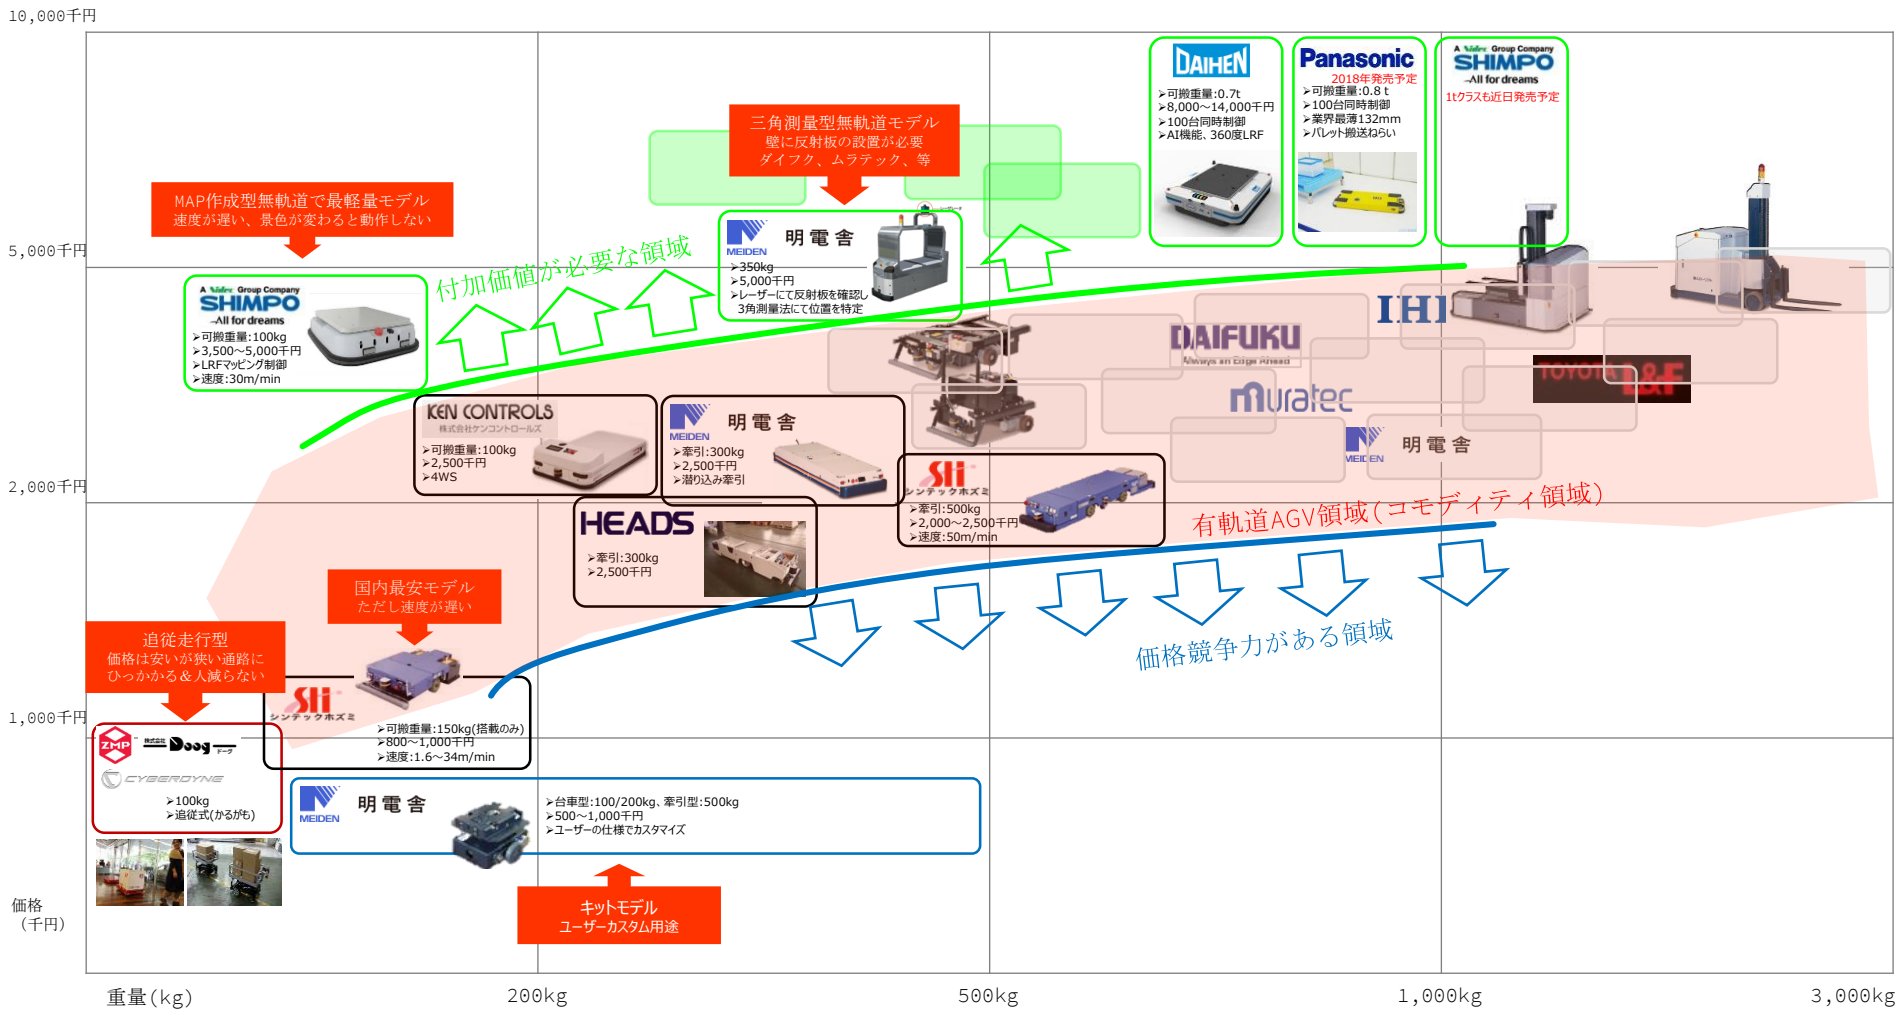 10,000千円
5,000千円
2,000千円
1,000千円
価格
(千円)
重量(kg)
200kg
500kg
1,000kg
3,000kg
MAP作成型無軌道で最軽量モデル
速度が遅い、景色が変わると動作しない
A Nidec Group Company
SHIMPO
-All for dreams
➢可搬重量:100kg
➢3,500～5,000千円
➢LRFマッピング制御
➢速度:30m/min
付加価値が必要な領域
三角測量型無軌道モデル
壁に反射板の設置が必要
ダイフク、ムラテック、等
MEIDEN
明電舎
➢350kg
➢5,000千円
➢レーザーにて反射板を確認し
3角測量法にて位置を特定
DAIHEN
➢可搬重量:0.7t
➢8,000～14,000千円
➢100台同時制御
➢AI機能、360度LRF
Panasonic
2018年発売予定
➢可搬重量:0.8ｔ
➢100台同時制御
➢業界最薄132mm
➢パレット搬送ねらい
A Nidec Group Company
SHIMPO
-All for dreams
1tクラスも近日発売予定
KEN CONTROLS
株式会社ケンコントロールズ
➢可搬重量:100kg
➢2,500千円
➢4WS
MEIDEN
明電舎
➢牽引:300kg
➢2,500千円
➢潜り込み牽引
HEADS
➢牽引:300kg
➢2,500千円
SH
シンテックホズミ
➢牽引:500kg
➢2,000～2,500千円
➢速度:50m/min
DAIFUKU
Always an Edge Ahead
IHI
muratec
TOYOTA L&F
MEIDEN
明電舎
有軌道AGV領域(コモディティ領域)
価格競争力がある領域
国内最安モデル
ただし速度が遅い
SH
シンテックホズミ
➢可搬重量:150kg(搭載のみ)
➢800～1,000千円
➢速度:1.6～34m/min
追従走行型
価格は安いが狭い通路に
ひっかかる＆人減らない
ZMP
株式会社
Doog
ドーグ
CYBERDYNE
➢100kg
➢追従式(かるがも)
MEIDEN
明電舎
➢台車型:100/200kg、牽引型:500kg
➢500～1,000千円
➢ユーザーの仕様でカスタマイズ
キットモデル
ユーザーカスタム用途